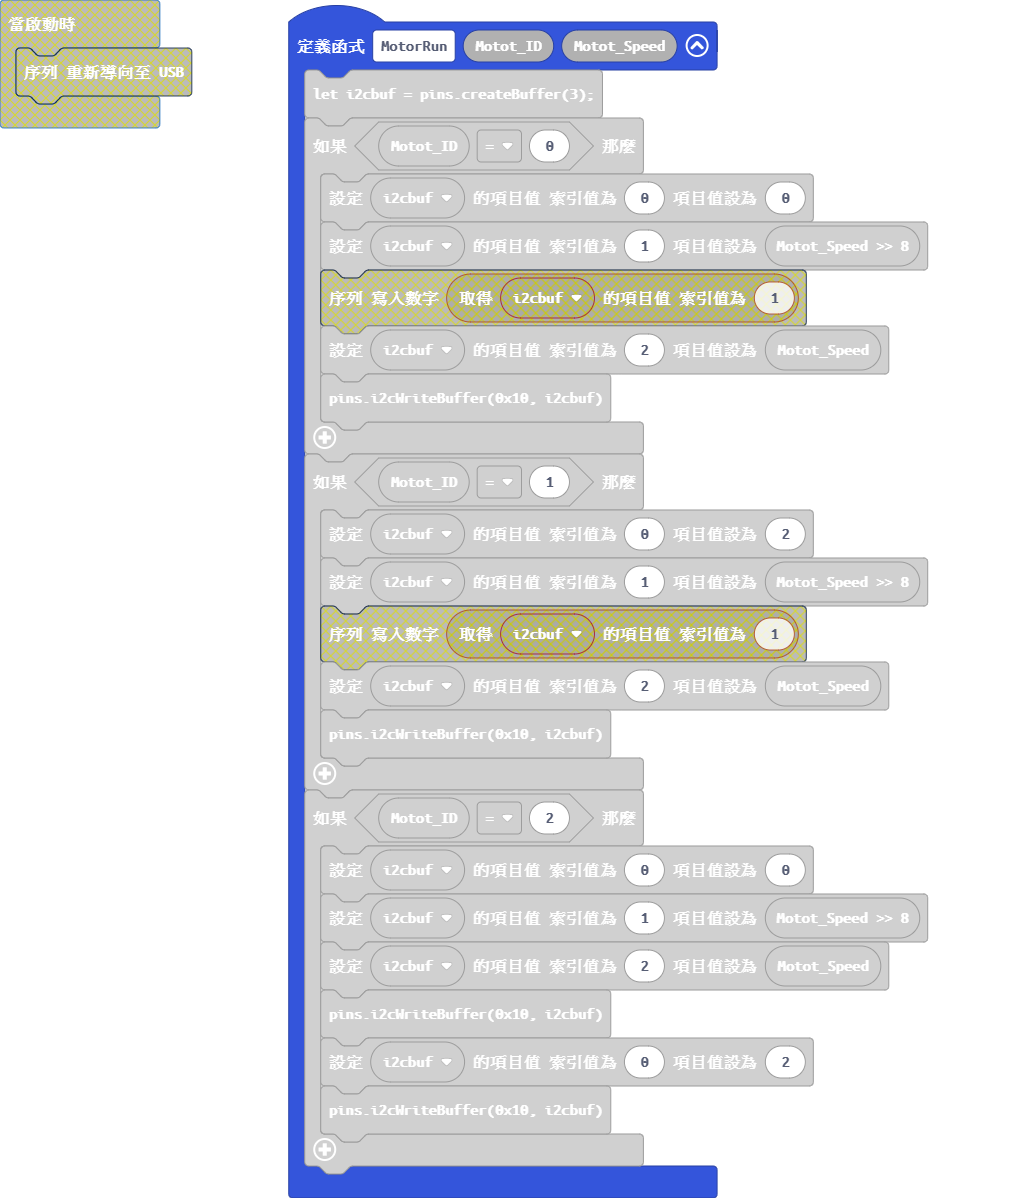 當啟動時
序列 重新導向至 USB
定義函式 MotorRun Motot_ID Motot_Speed
let i2cbuf = pins.createBuffer(3);
如果 Motot_ID = 0 那麼
設定 i2cbuf 的項目值 索引值為 0 項目值設為 0
設定 i2cbuf 的項目值 索引值為 1 項目值設為 Motot_Speed >> 8
序列 寫入數字 取得 i2cbuf 的項目值 索引值為 1
設定 i2cbuf 的項目值 索引值為 2 項目值設為 Motot_Speed
pins.i2cWriteBuffer(0x10, i2cbuf)
如果 Motot_ID = 1 那麼
設定 i2cbuf 的項目值 索引值為 0 項目值設為 2
設定 i2cbuf 的項目值 索引值為 1 項目值設為 Motot_Speed >> 8
序列 寫入數字 取得 i2cbuf 的項目值 索引值為 1
設定 i2cbuf 的項目值 索引值為 2 項目值設為 Motot_Speed
pins.i2cWriteBuffer(0x10, i2cbuf)
如果 Motot_ID = 2 那麼
設定 i2cbuf 的項目值 索引值為 0 項目值設為 0
設定 i2cbuf 的項目值 索引值為 1 項目值設為 Motot_Speed >> 8
設定 i2cbuf 的項目值 索引值為 2 項目值設為 Motot_Speed
pins.i2cWriteBuffer(0x10, i2cbuf)
設定 i2cbuf 的項目值 索引值為 0 項目值設為 2
pins.i2cWriteBuffer(0x10, i2cbuf)